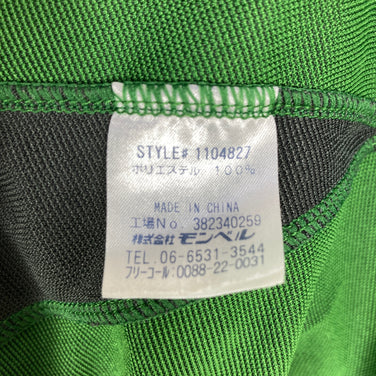 STYLE# 1104827
ポリエステル 100%
MADE IN CHINA
工場No. 382340259
株式会社 モンベル
TEL. 06-6531-3544
フリーコール:0088-22-0031